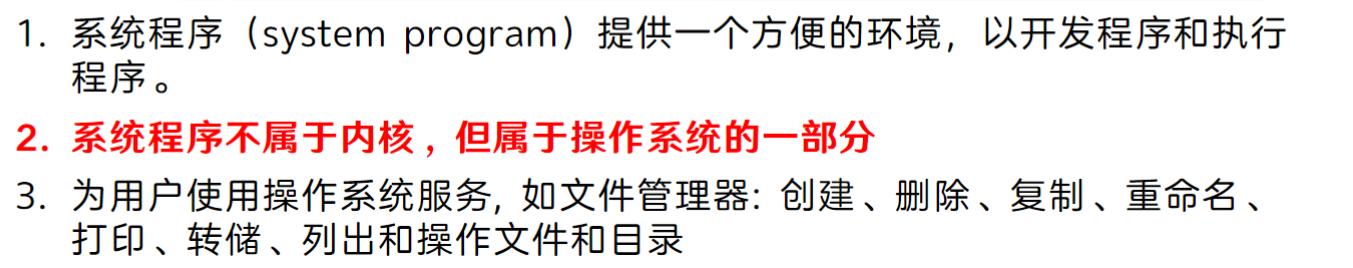 1. 系统程序（system program）提供一个方便的环境，以开发程序和执行
程序。
2. 系统程序不属于内核，但属于操作系统的一部分
3. 为用户使用操作系统服务, 如文件管理器: 创建、删除、复制、重命名、
打印、转储、列出和操作文件和目录